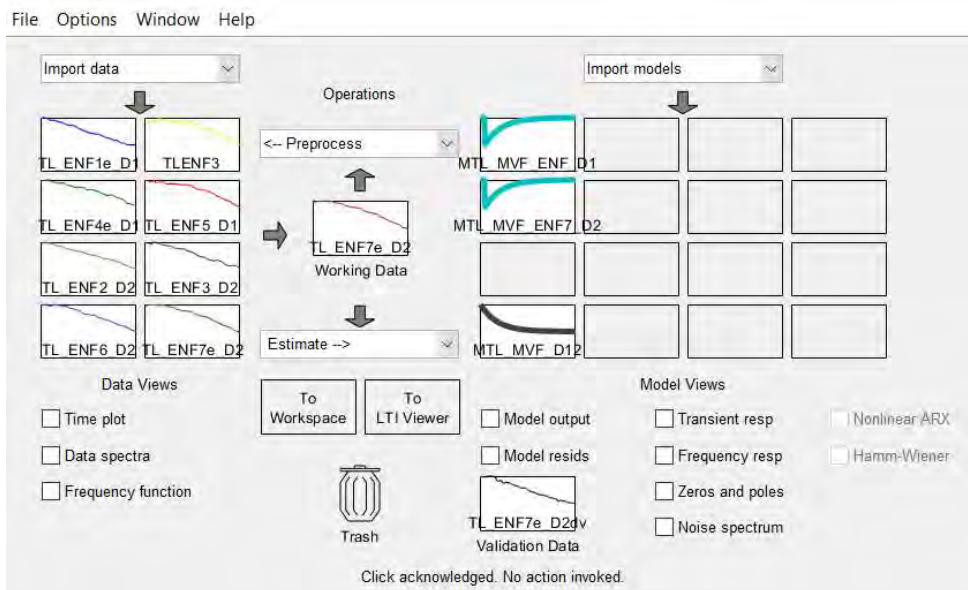 File Options Window Help
Import data
Import models
Operations
<-- Preprocess
TL_ENF1e_D1 TLENF3
MTL_MVF_ENF_D1
TL_ENF4e_D1 TL_ENF5_D1
MTL_MVF_ENF7_D2
TL_ENF7e_D2
Working Data
TL_ENF2_D2 TL_ENF3_D2
TL_ENF6_D2 TL_ENF7e_D2
Estimate -->
MTL_MVF_D12
Data Views
Model Views
To Workspace
To LTI Viewer
Time plot
Data spectra
Frequency function
Model output
Model resids
Transient resp
Frequency resp
Zeros and poles
Noise spectrum
Nonlinear ARX
Hamm-Wiener
Trash
TL_ENF7e_D2dv
Validation Data
Click acknowledged. No action invoked.